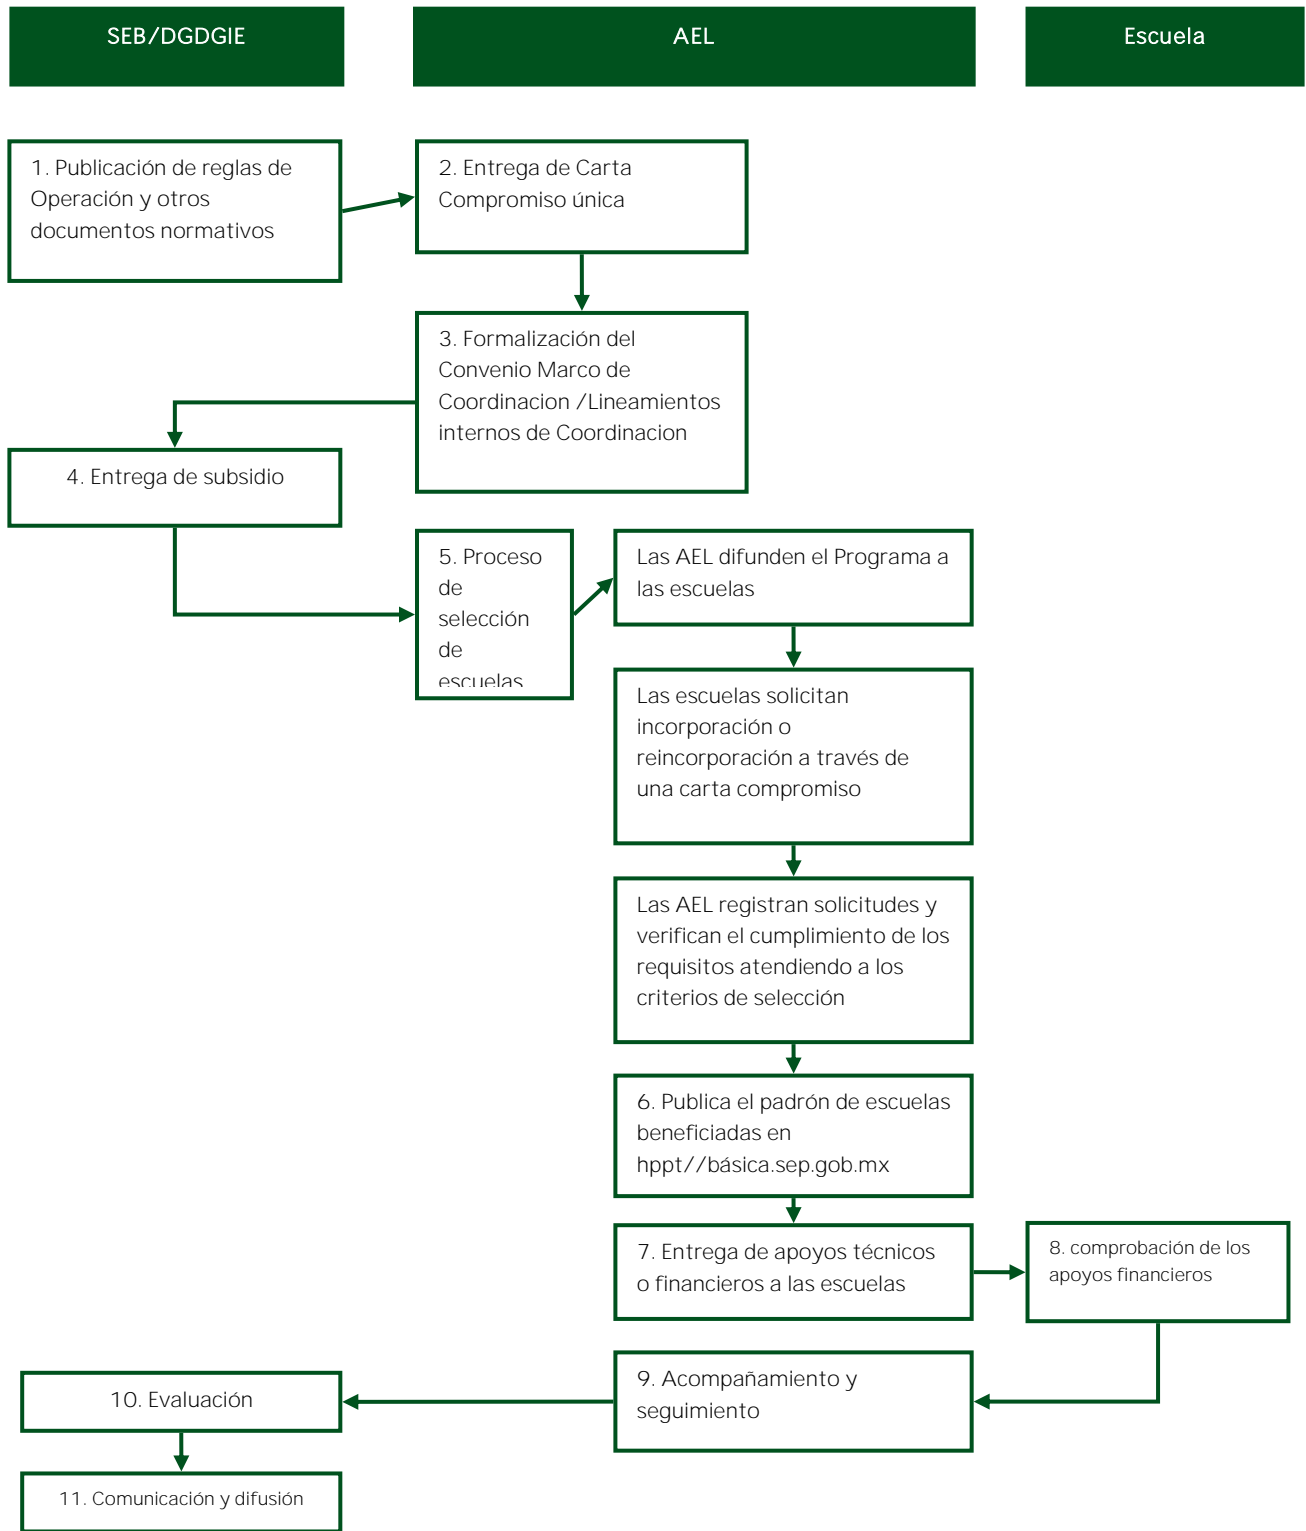 SEB/DGDGIE
AEL
Escuela
1. Publicación de reglas de
Operación y otros
documentos normativos
2. Entrega de Carta
Compromiso única
3. Formalización del
Convenio Marco de
Coordinacion /Lineamientos
internos de Coordinacion
4. Entrega de subsidio
5. Proceso
de
selección
de
escuelas
Las AEL difunden el Programa a
las escuelas
Las escuelas solicitan
incorporación o
reincorporación a través de
una carta compromiso
Las AEL registran solicitudes y
verifican el cumplimiento de los
requisitos atendiendo a los
criterios de selección
6. Publica el padrón de escuelas
beneficiadas en
hppt//básica.sep.gob.mx
7. Entrega de apoyos técnicos
o financieros a las escuelas
8. comprobación de los
apoyos financieros
9. Acompañamiento y
seguimiento
10. Evaluación
11. Comunicación y difusión